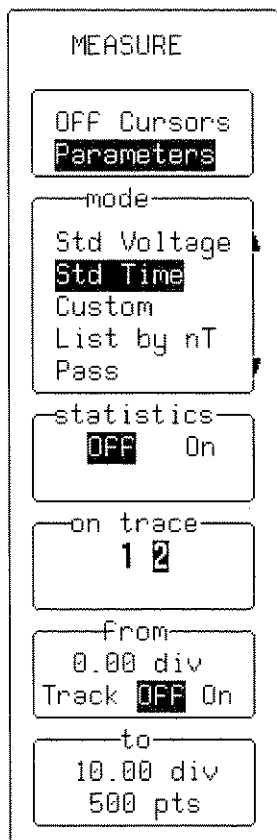 MEASURE
OFF Cursors
Parameters
mode
Std Voltage
Std Time
Custom
List by nT
Pass
statistics
OFF On
on trace
1 2
From
0.00 div
Track OFF On
to
10.00 div
500 pts